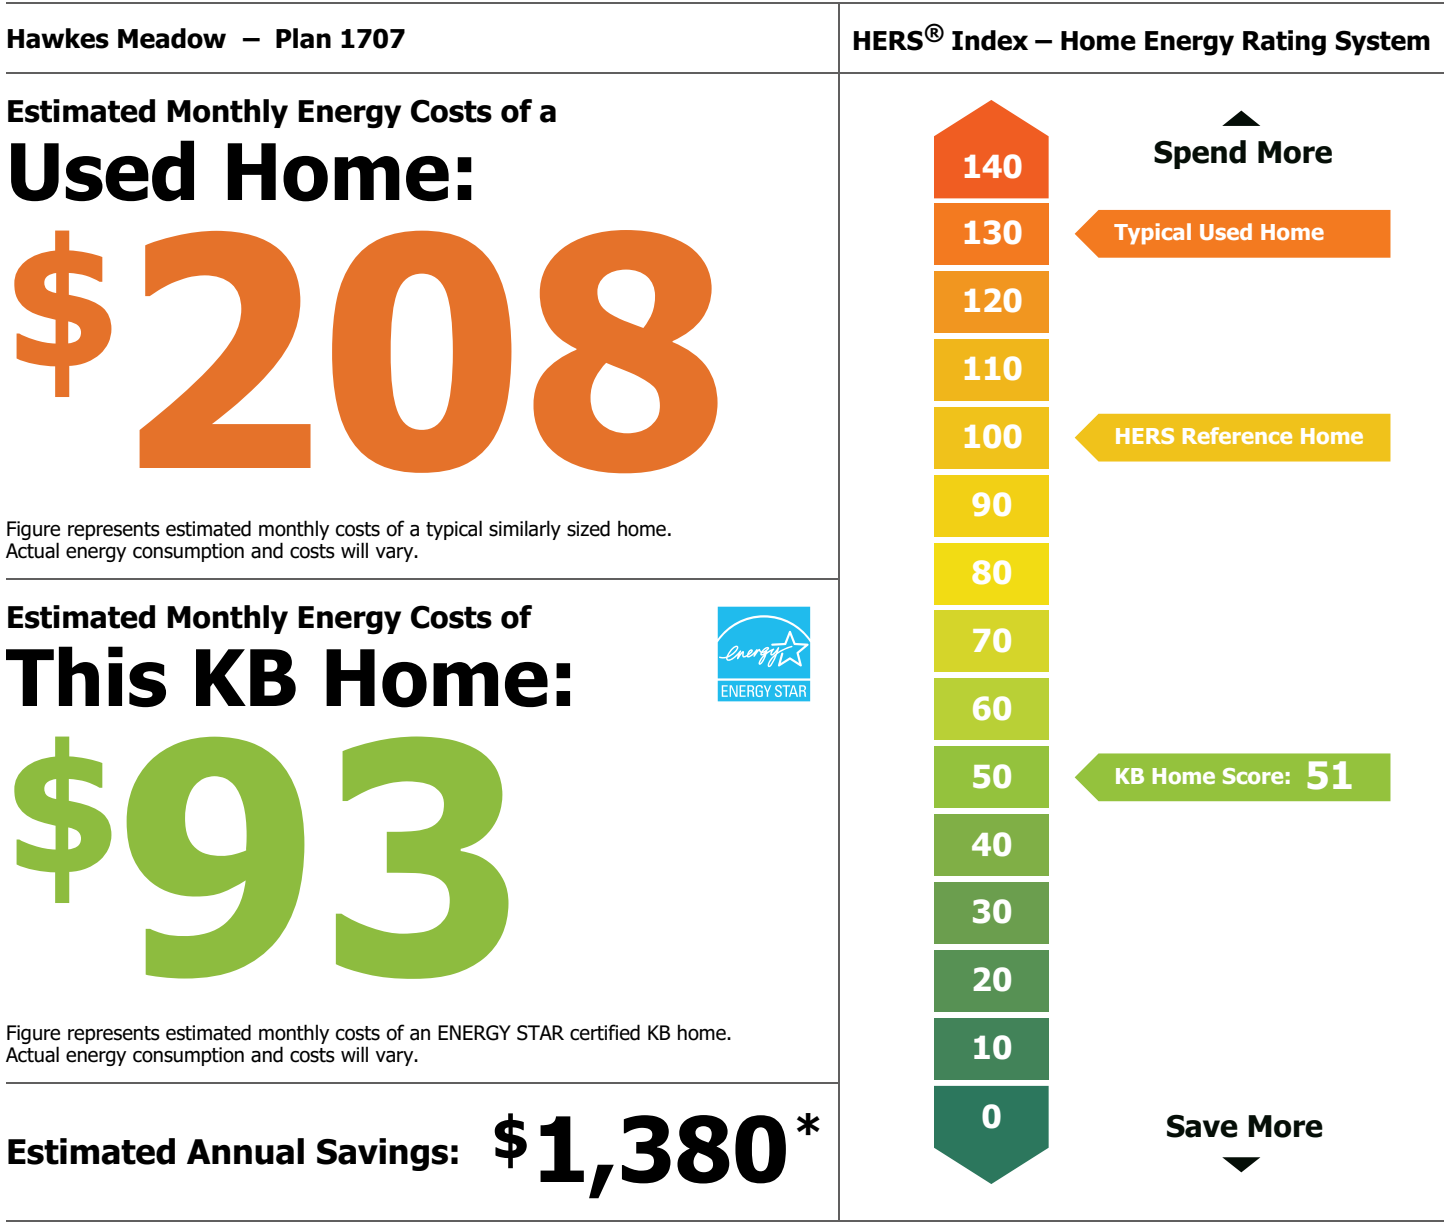 Hawkes Meadow – Plan 1707
Estimated Monthly Energy Costs of a
Used Home:
$208
Figure represents estimated monthly costs of a typical similarly sized home.
Actual energy consumption and costs will vary.
Estimated Monthly Energy Costs of
This KB Home:
energy
ENERGY STAR
$93
Figure represents estimated monthly costs of an ENERGY STAR certified KB home.
Actual energy consumption and costs will vary.
Estimated Annual Savings: $1,380*
HERS® Index – Home Energy Rating System
Spend More
140
130 Typical Used Home
120
110
100 HERS Reference Home
90
80
70
60
50 KB Home Score: 51
40
30
20
10
0
Save More